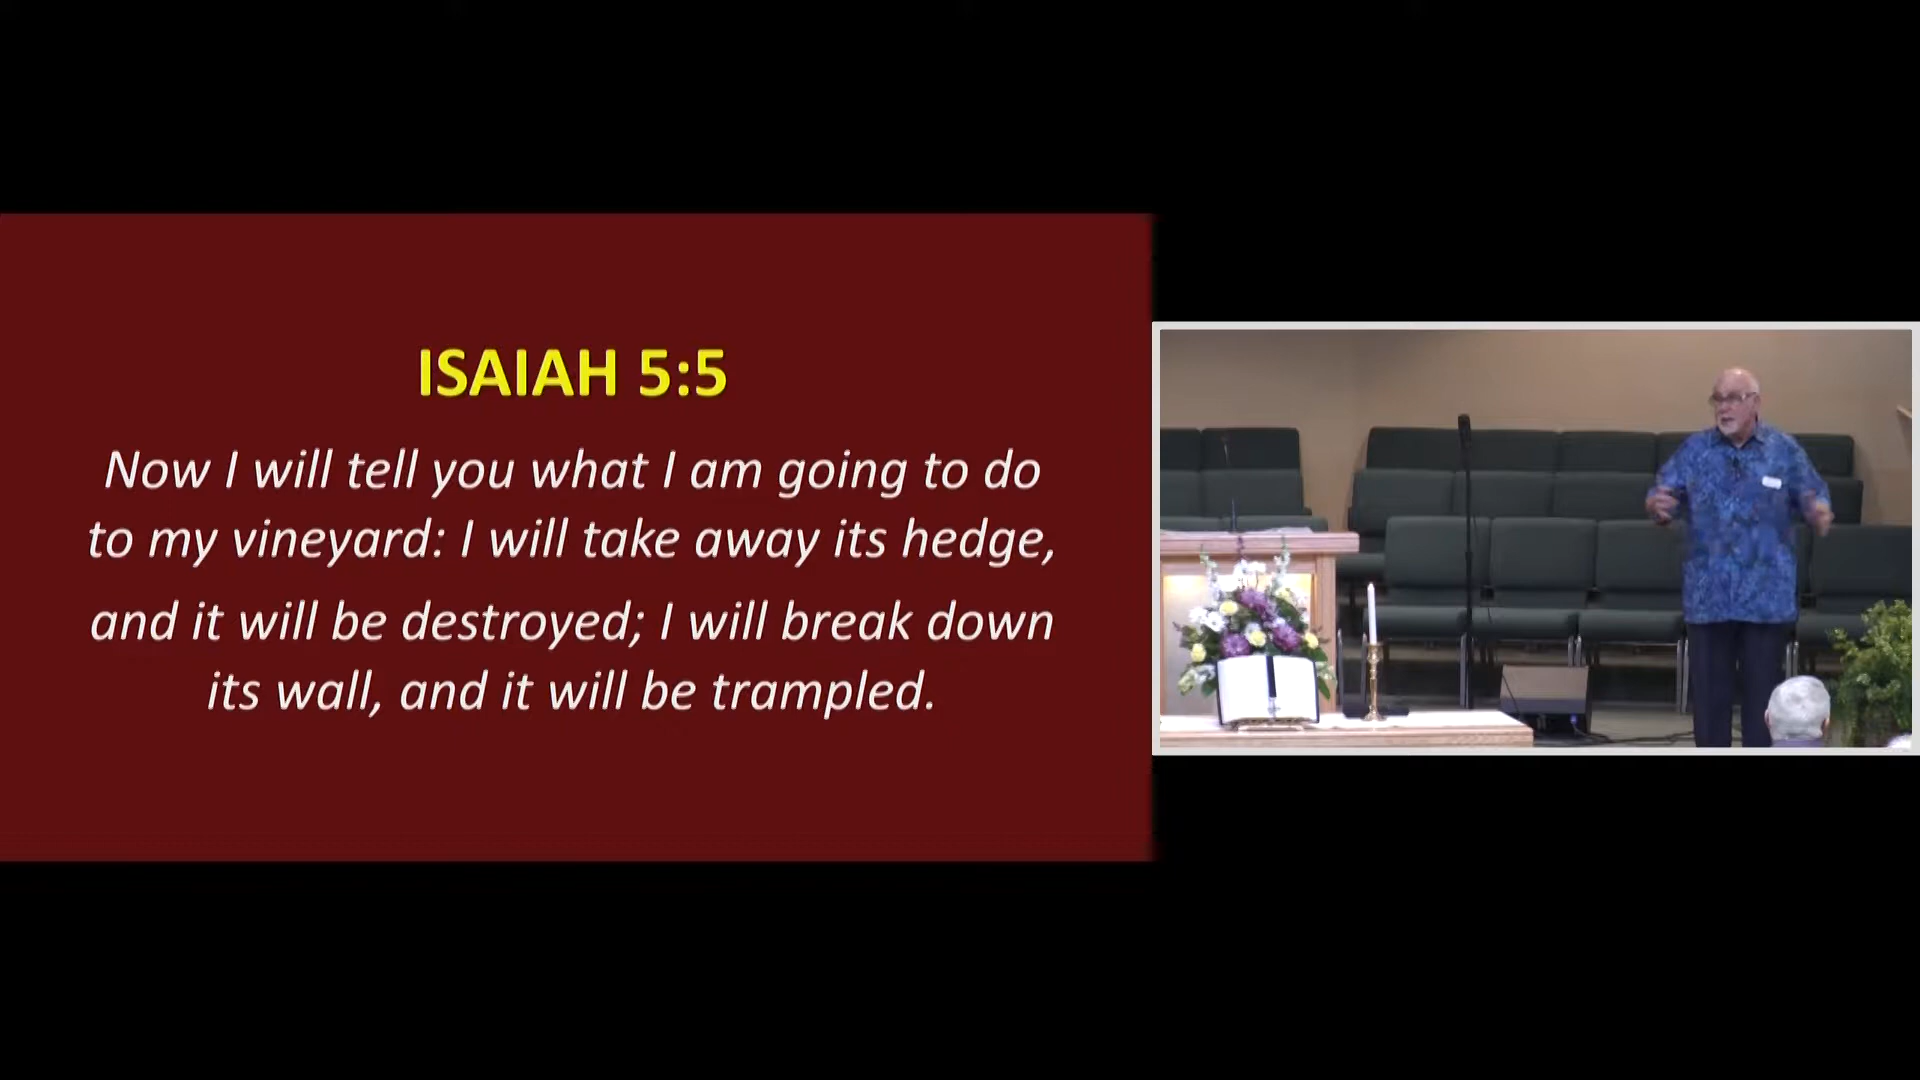 ISAIAH 5:5
Now I will tell you what I am going to do
to my vineyard: I will take away its hedge,
and it will be destroyed; I will break down
its wall, and it will be trampled.